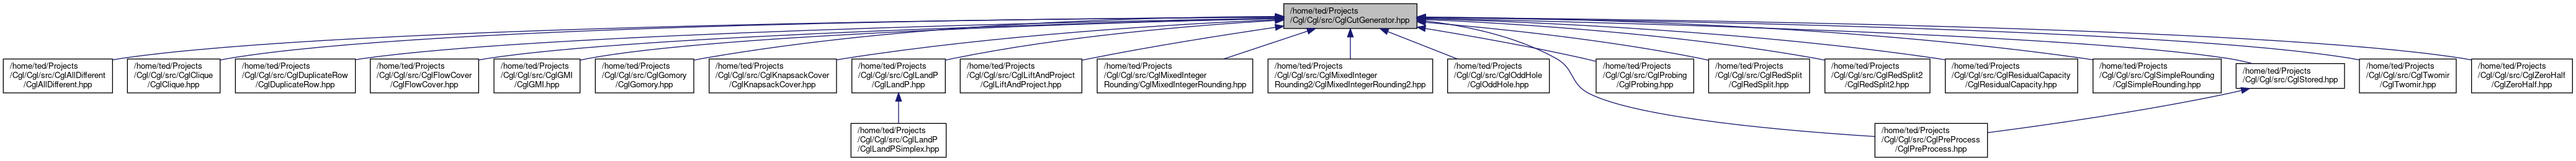 /home/ted/Projects
/Cgl/Cgl/src/CglCutGenerator.hpp
/home/ted/Projects
/Cgl/Cgl/src/CglAllDifferent
/CglAllDifferent.hpp
/home/ted/Projects
/Cgl/Cgl/src/CglClique
/CglClique.hpp
/home/ted/Projects
/Cgl/Cgl/src/CglDuplicateRow
/CglDuplicateRow.hpp
/home/ted/Projects
/Cgl/Cgl/src/CglFlowCover
/CglFlowCover.hpp
/home/ted/Projects
/Cgl/Cgl/src/CglGMI
/CglGMI.hpp
/home/ted/Projects
/Cgl/Cgl/src/CglGomory
/CglGomory.hpp
/home/ted/Projects
/Cgl/Cgl/src/CglKnapsackCover
/CglKnapsackCover.hpp
/home/ted/Projects
/Cgl/Cgl/src/CglLandP
/CglLandP.hpp
/home/ted/Projects
/Cgl/Cgl/src/CglLiftAndProject
/CglLiftAndProject.hpp
/home/ted/Projects
/Cgl/Cgl/src/CglMixedInteger
Rounding/CglMixedIntegerRounding.hpp
/home/ted/Projects
/Cgl/Cgl/src/CglMixedInteger
Rounding2/CglMixedIntegerRounding2.hpp
/home/ted/Projects
/Cgl/Cgl/src/CglOddHole
/CglOddHole.hpp
/home/ted/Projects
/Cgl/Cgl/src/CglProbing
/CglProbing.hpp
/home/ted/Projects
/Cgl/Cgl/src/CglRedSplit
/CglRedSplit.hpp
/home/ted/Projects
/Cgl/Cgl/src/CglRedSplit2
/CglRedSplit2.hpp
/home/ted/Projects
/Cgl/Cgl/src/CglResidualCapacity
/CglResidualCapacity.hpp
/home/ted/Projects
/Cgl/Cgl/src/CglSimpleRounding
/CglSimpleRounding.hpp
/home/ted/Projects
/Cgl/Cgl/src/CglStored.hpp
/home/ted/Projects
/Cgl/Cgl/src/CglTwomir
/CglTwomir.hpp
/home/ted/Projects
/Cgl/Cgl/src/CglZeroHalf
/CglZeroHalf.hpp
/home/ted/Projects
/Cgl/Cgl/src/CglLandP
/CglLandPSimplex.hpp
/home/ted/Projects
/Cgl/Cgl/src/CglPreProcess
/CglPreProcess.hpp